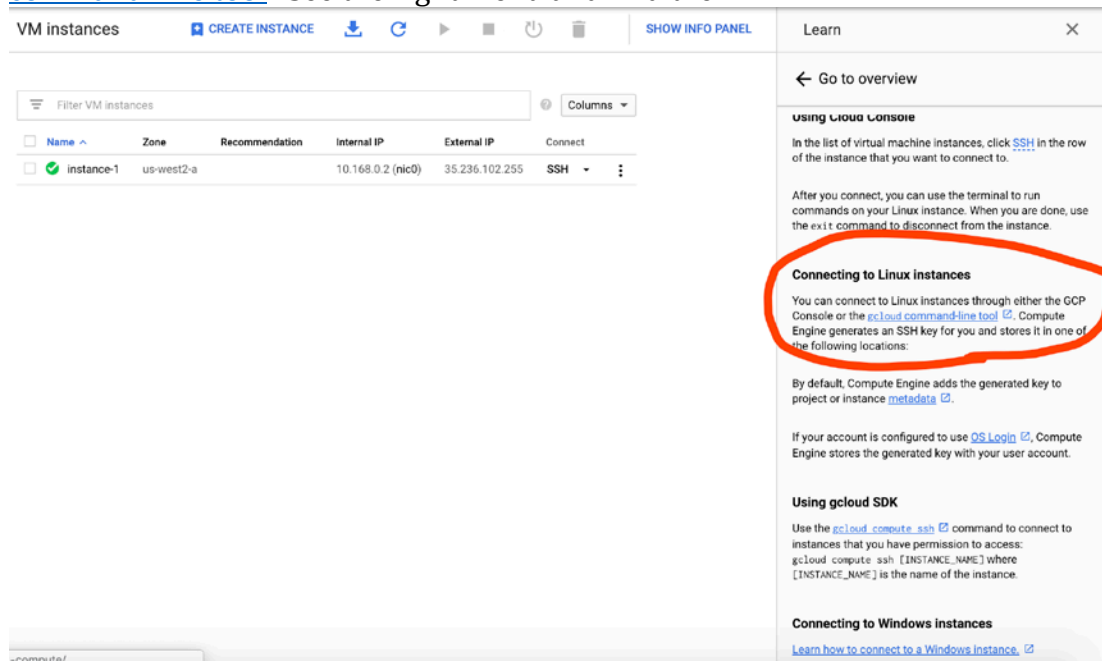 VM instances
CREATE INSTANCE
SHOW INFO PANEL
Filter VM instances
Columns
Name Zone Recommendation Internal IP External IP Connect
instance-1 us-west2-a 10.168.0.2 (nic0) 35.236.102.255 SSH
Learn
Go to overview
Using Cloud Console
In the list of virtual machine instances, click SSH in the row
of the instance that you want to connect to.
After you connect, you can use the terminal to run
commands on your Linux instance. When you are done, use
the exit command to disconnect from the instance.
Connecting to Linux instances
You can connect to Linux instances through either the GCP
Console or the gcloud command-line tool. Compute
Engine generates an SSH key for you and stores it in one of
the following locations:
By default, Compute Engine adds the generated key to
project or instance metadata.
If your account is configured to use OS Login, Compute
Engine stores the generated key with your user account.
Using gcloud SDK
Use the gcloud compute ssh command to connect to
instances that you have permission to access:
gcloud compute ssh [INSTANCE_NAME] where
[INSTANCE_NAME] is the name of the instance.
Connecting to Windows instances
Learn how to connect to a Windows instance.
-compute/